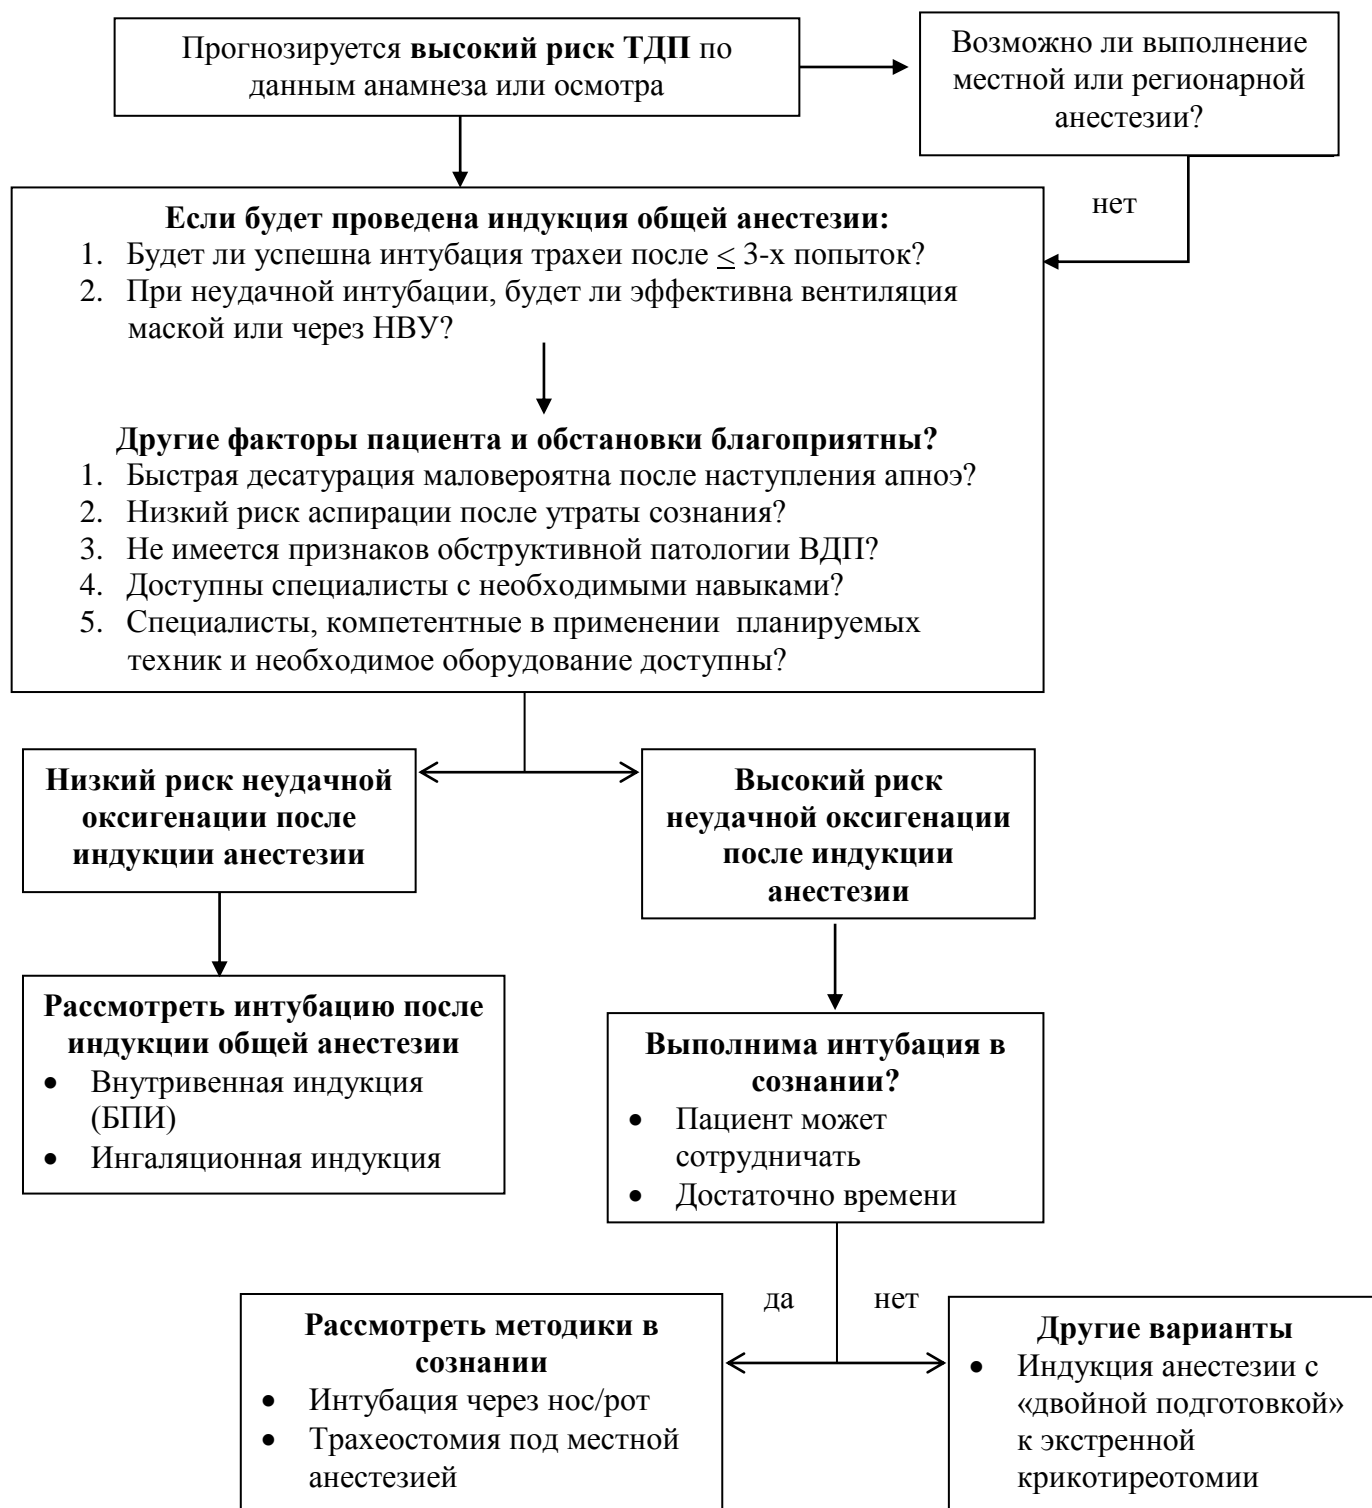 Прогнозируется высокий риск ТДП по
данным анамнеза или осмотра
Возможно ли выполнение
местной или регионарной
анестезии?
нет
Если будет проведена индукция общей анестезии:
1. Будет ли успешна интубация трахеи после ≤ 3-х попыток?
2. При неудачной интубации, будет ли эффективна вентиляция
маской или через НВУ?
Другие факторы пациента и обстановки благоприятны?
1. Быстрая десатурация маловероятна после наступления апноэ?
2. Низкий риск аспирации после утраты сознания?
3. Не имеется признаков обструктивной патологии ВДП?
4. Доступны специалисты с необходимыми навыками?
5. Специалисты, компетентные в применении планируемых
техник и необходимое оборудование доступны?
Низкий риск неудачной
оксигенации после
индукции анестезии
Высокий риск
неудачной оксигенации
после индукции
анестезии
Рассмотреть интубацию после
индукции общей анестезии
• Внутривенная индукция
(БПИ)
• Ингаляционная индукция
Выполнима интубация в
сознании?
• Пациент может
сотрудничать
• Достаточно времени
да
нет
Рассмотреть методики в
сознании
• Интубация через нос/рот
• Трахеостомия под местной
анестезией
Другие варианты
• Индукция анестезии с
«двойной подготовкой»
к экстренной
крикотиреотомии